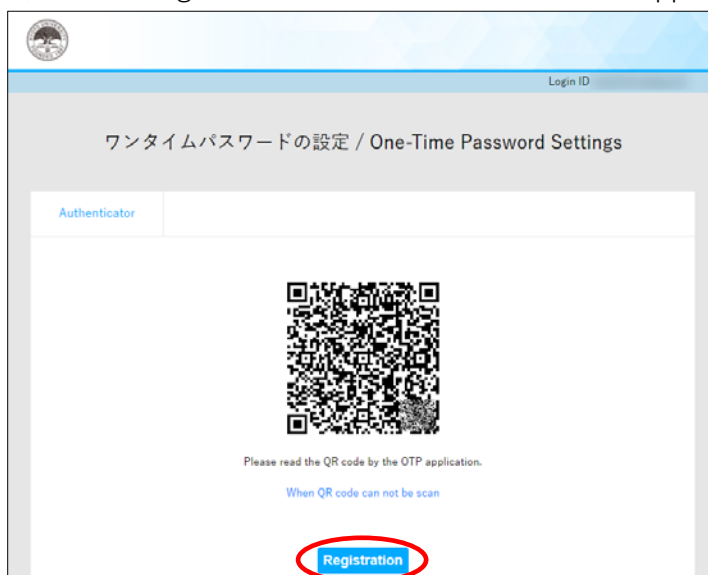 Login ID
ワンタイムパスワードの設定 / One-Time Password Settings
Authenticator
Please read the QR code by the OTP application.
When QR code can not be scan
Registration